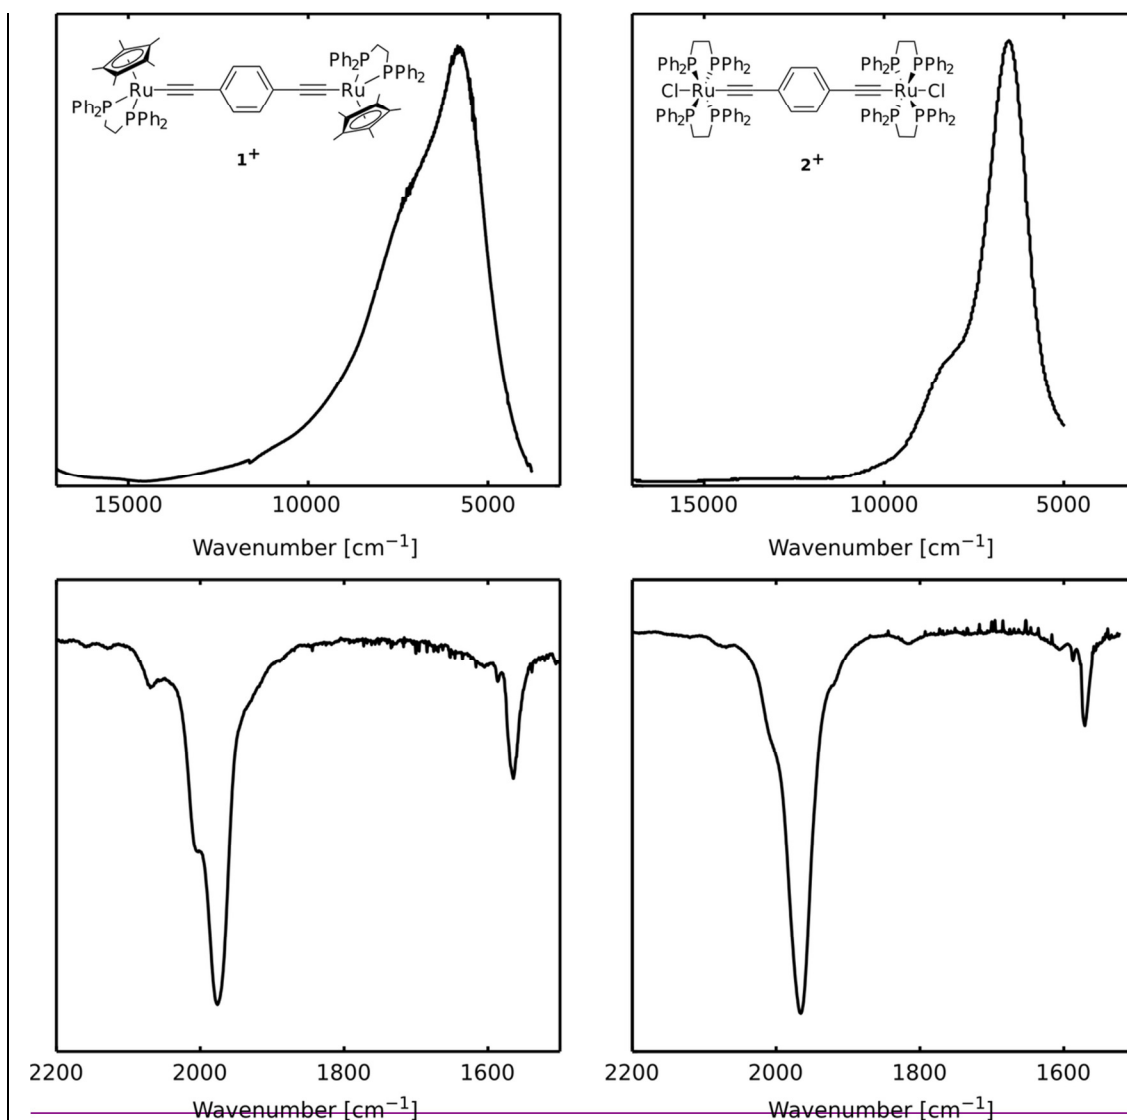 Ph₂P
Ru
PPh₂
Ph₂P
PPh₂
Ru
1⁺
15000 10000 5000
Wavenumber [cm⁻¹]
Ph₂P PPh₂ Ph₂P PPh₂
Cl Ru Ru Cl
Ph₂P PPh₂ Ph₂P PPh₂
2⁺
15000 10000 5000
Wavenumber [cm⁻¹]
2200 2000 1800 1600
Wavenumber [cm⁻¹]
2200 2000 1800 1600
Wavenumber [cm⁻¹]